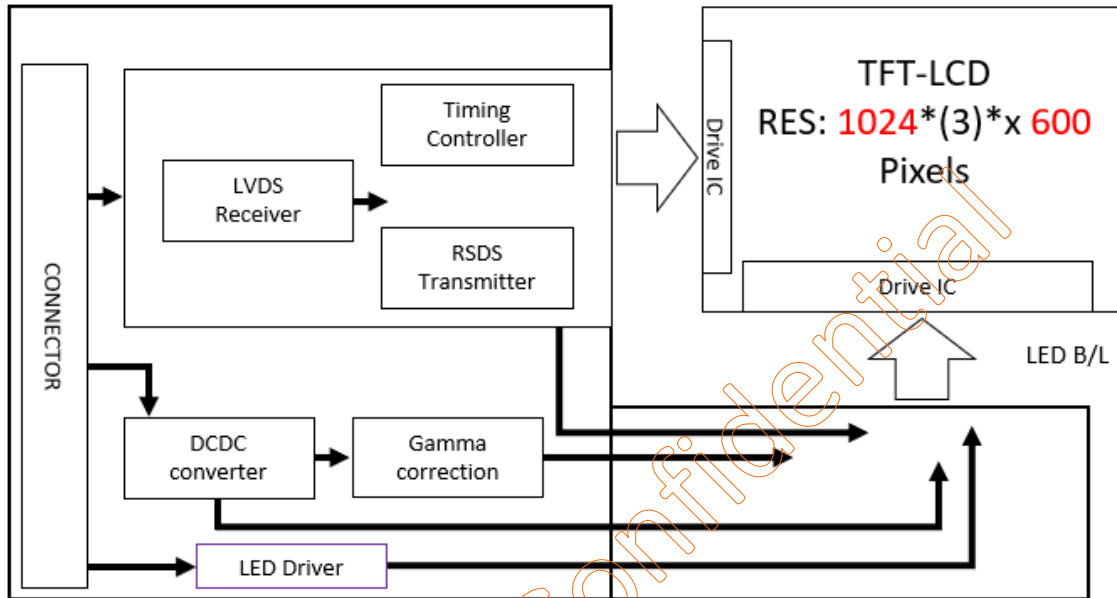 CONNECTOR
Timing
Controller
LVDS
Receiver
RSDS
Transmitter
DCDC
converter
Gamma
correction
LED Driver
Drive IC
TFT-LCD
RES: 1024*(3)*x 600
Pixels
Drive IC
LED B/L
Confidential